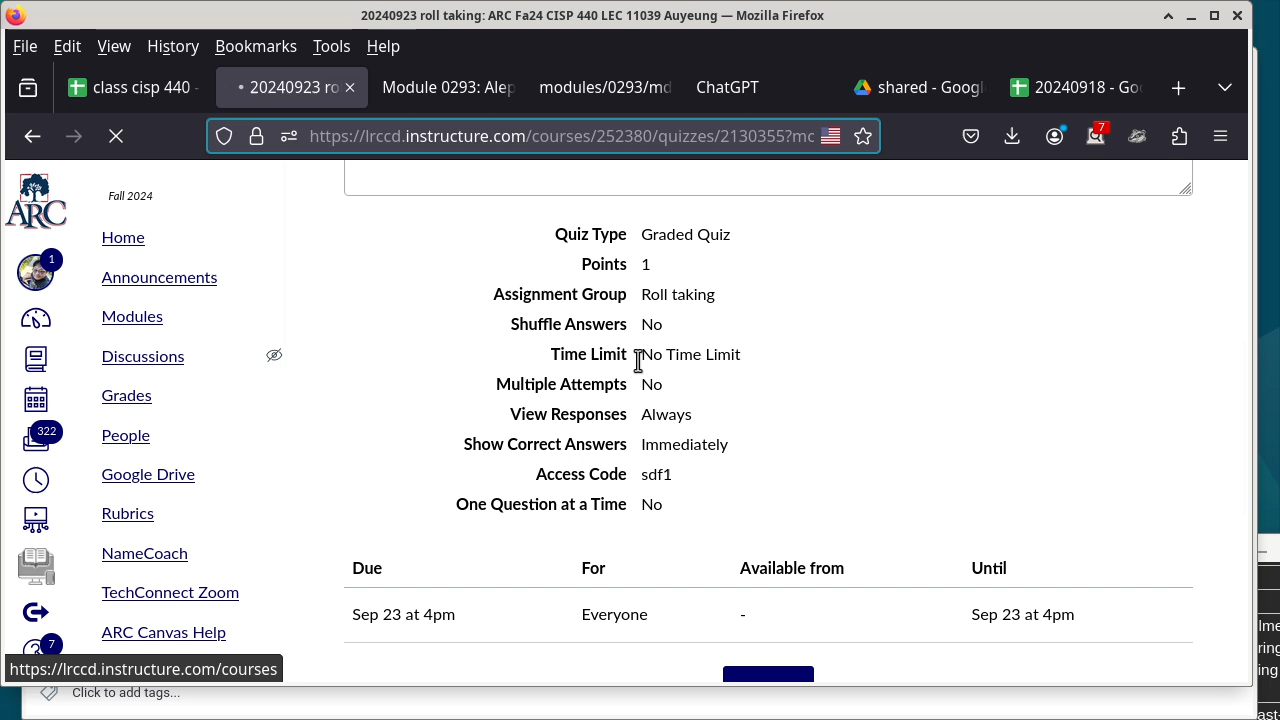 20240923 roll taking: ARC Fa24 CISP 440 LEC 11039 Auyeung — Mozilla Firefox
File Edit View History Bookmarks Tools Help
class cisp 440 - 20240923 ro Module 0293: Alep modules/0293/md ChatGPT shared - Googl 20240918 - Goo
https://lrccd.instructure.com/courses/252380/quizzes/2130355?mc 7
ARC
Fall 2024
Home
1
Announcements
Modules
Discussions
Grades
People
322
Google Drive
Rubrics
NameCoach
TechConnect Zoom
ARC Canvas Help
7
Quiz Type Graded Quiz
Points 1
Assignment Group Roll taking
Shuffle Answers No
Time Limit No Time Limit
Multiple Attempts No
View Responses Always
Show Correct Answers Immediately
Access Code sdf1
One Question at a Time No
Due For Available from Until
Sep 23 at 4pm Everyone - Sep 23 at 4pm
https://lrccd.instructure.com/courses
Click to add tags...